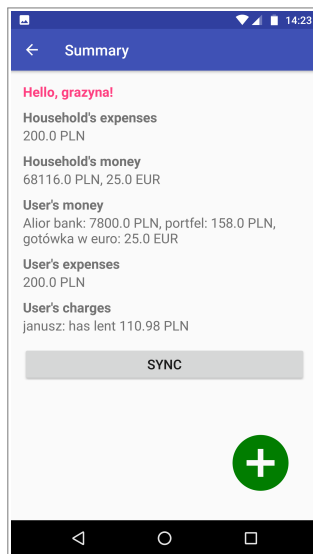 14:23
Summary
Hello, grazyna!
Household's expenses
200.0 PLN
Household's money
68116.0 PLN, 25.0 EUR
User's money
Alior bank: 7800.0 PLN, portfel: 158.0 PLN,
gotówka w euro: 25.0 EUR
User's expenses
200.0 PLN
User's charges
janusz: has lent 110.98 PLN
SYNC